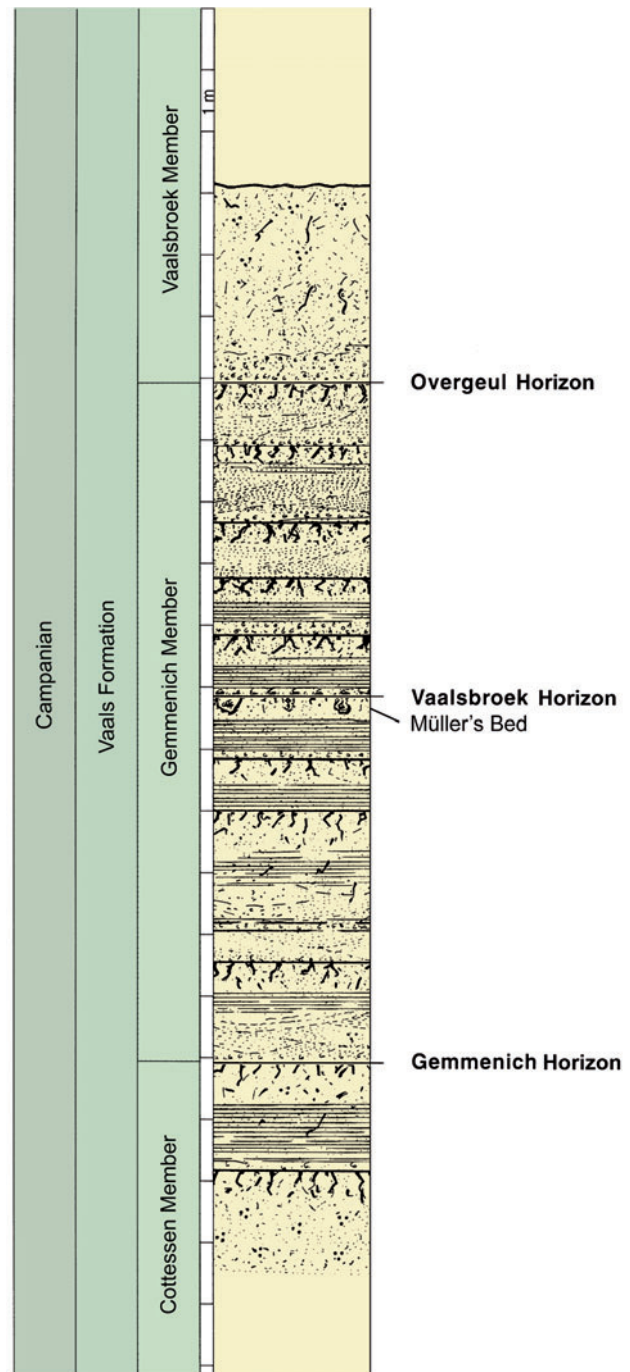 Campanian
Vaals Formation
Vaalsbroek Member
Gemmenich Member
Cottessen Member
1 m
Overgeul Horizon
Vaalsbroek Horizon
Müller's Bed
Gemmenich Horizon